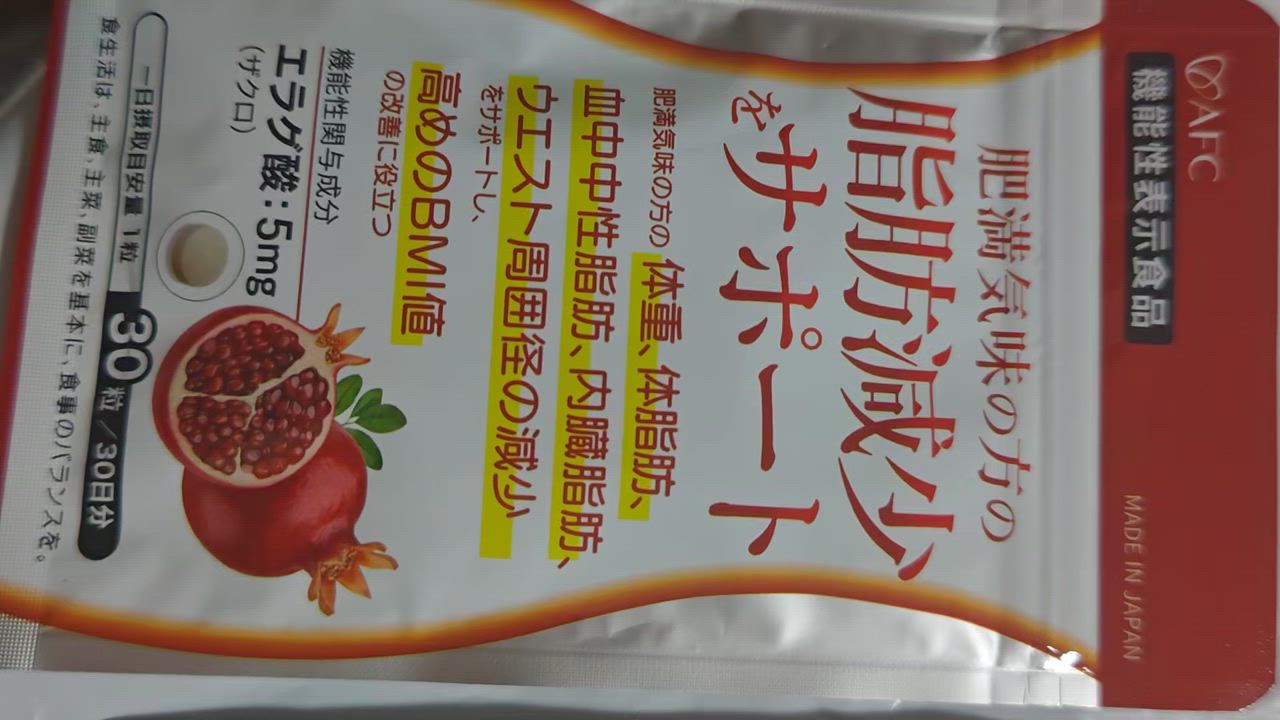 AFC
機能性表示食品
MADE IN JAPAN
肥満気味の方の
脂肪減少
をサポート
肥満気味の方の体重、体脂肪、
血中中性脂肪、内臓脂肪、
ウエスト周囲径の減少
をサポートし、
高めのBMI値
の改善に役立つ
機能性関与成分
エラグ酸:5mg
(ザクロ)
一日摂取目安量 1粒
30粒/30日分
食生活は、主食、主菜、副菜を基本に、食事のバランスを。